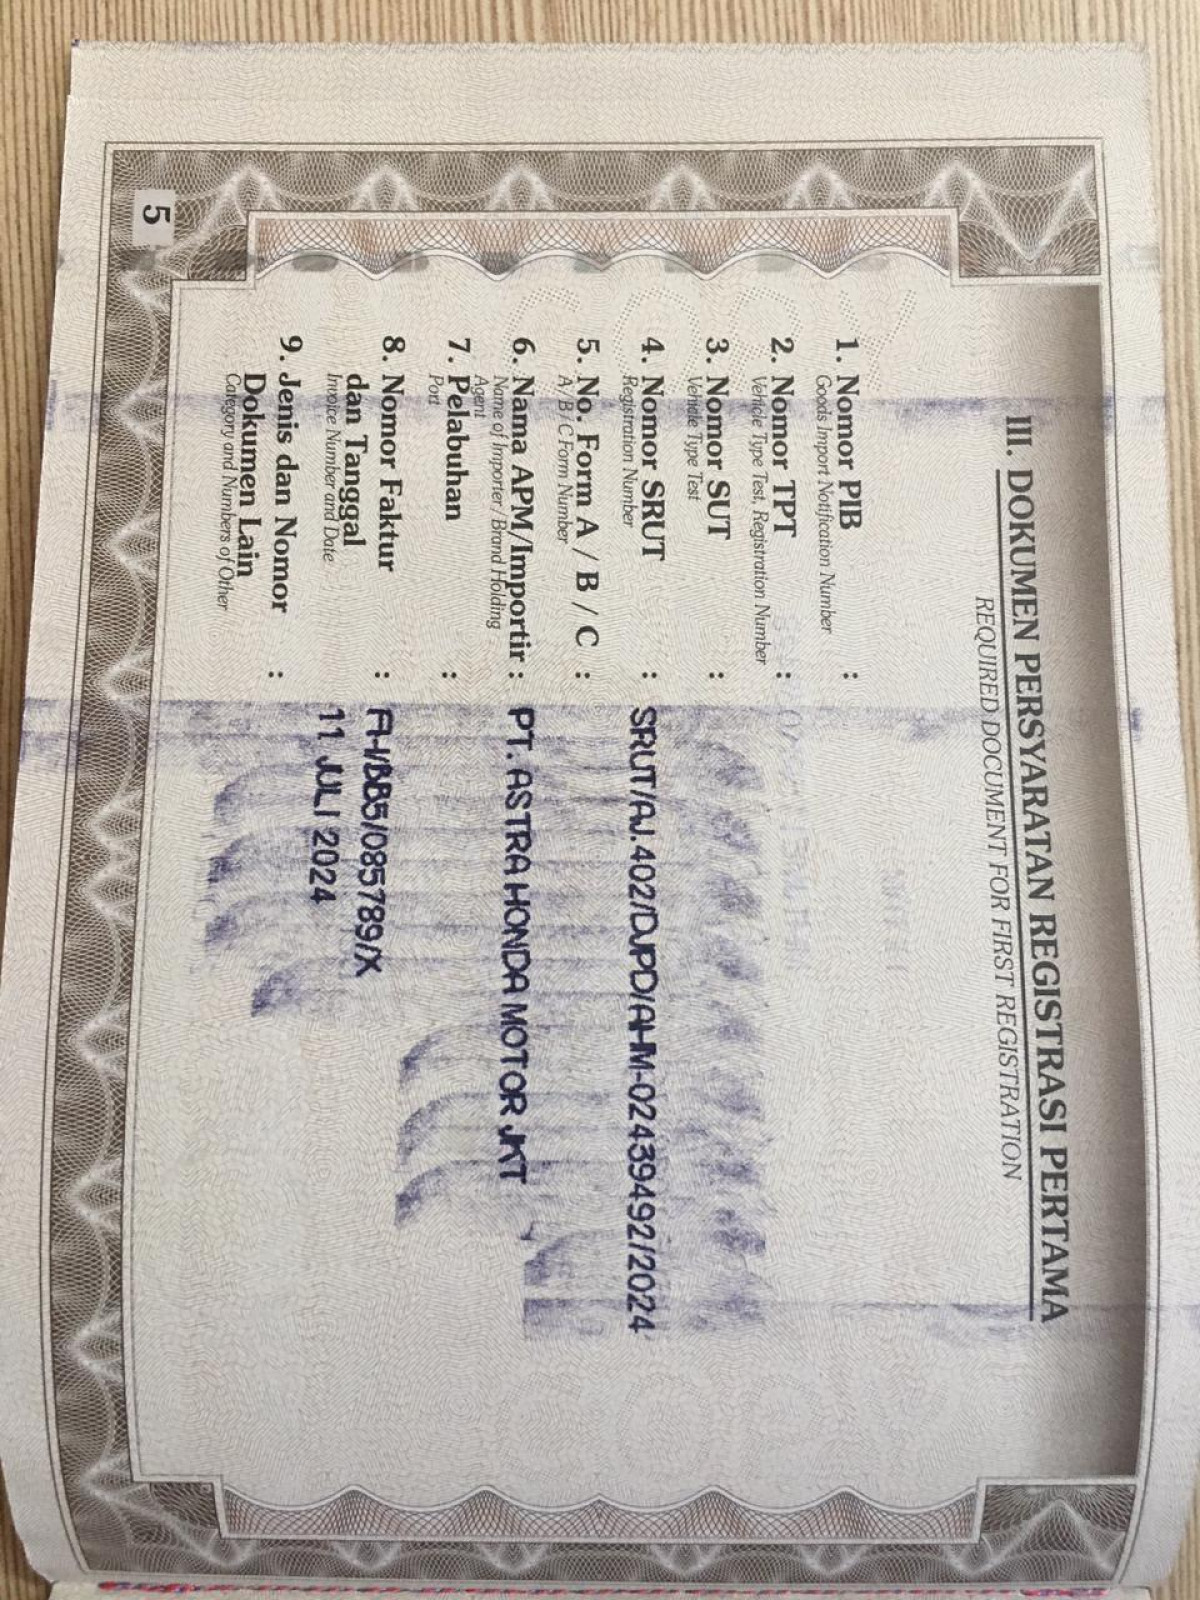 III. DOKUMEN PERSYARATAN REGISTRASI PERTAMA
REQUIRED DOCUMENT FOR FIRST REGISTRATION
1. Nomor PIB :
Goods Import Notification Number
2. Nomor TPT :
Vehicle Type Test, Registration Number
3. Nomor SUT :
Vehicle Type Test
4. Nomor SRUT : SRUT/AJ.402/DJPD/AHM-02439492/2024
Registration Number
5. No. Form A / B / C :
A / B C Form Number
6. Nama APM/Importir : PT. ASTRA HONDA MOTOR JKT
Name of Importer / Brand Holding
Agent
7. Pelabuhan :
Port
8. Nomor Faktur : A-I/BB5/085789/X
dan Tanggal 11 JULI 2024
Invoice Number and Date
9. Jenis dan Nomor :
Dokumen Lain
Category and Numbers of Other
5